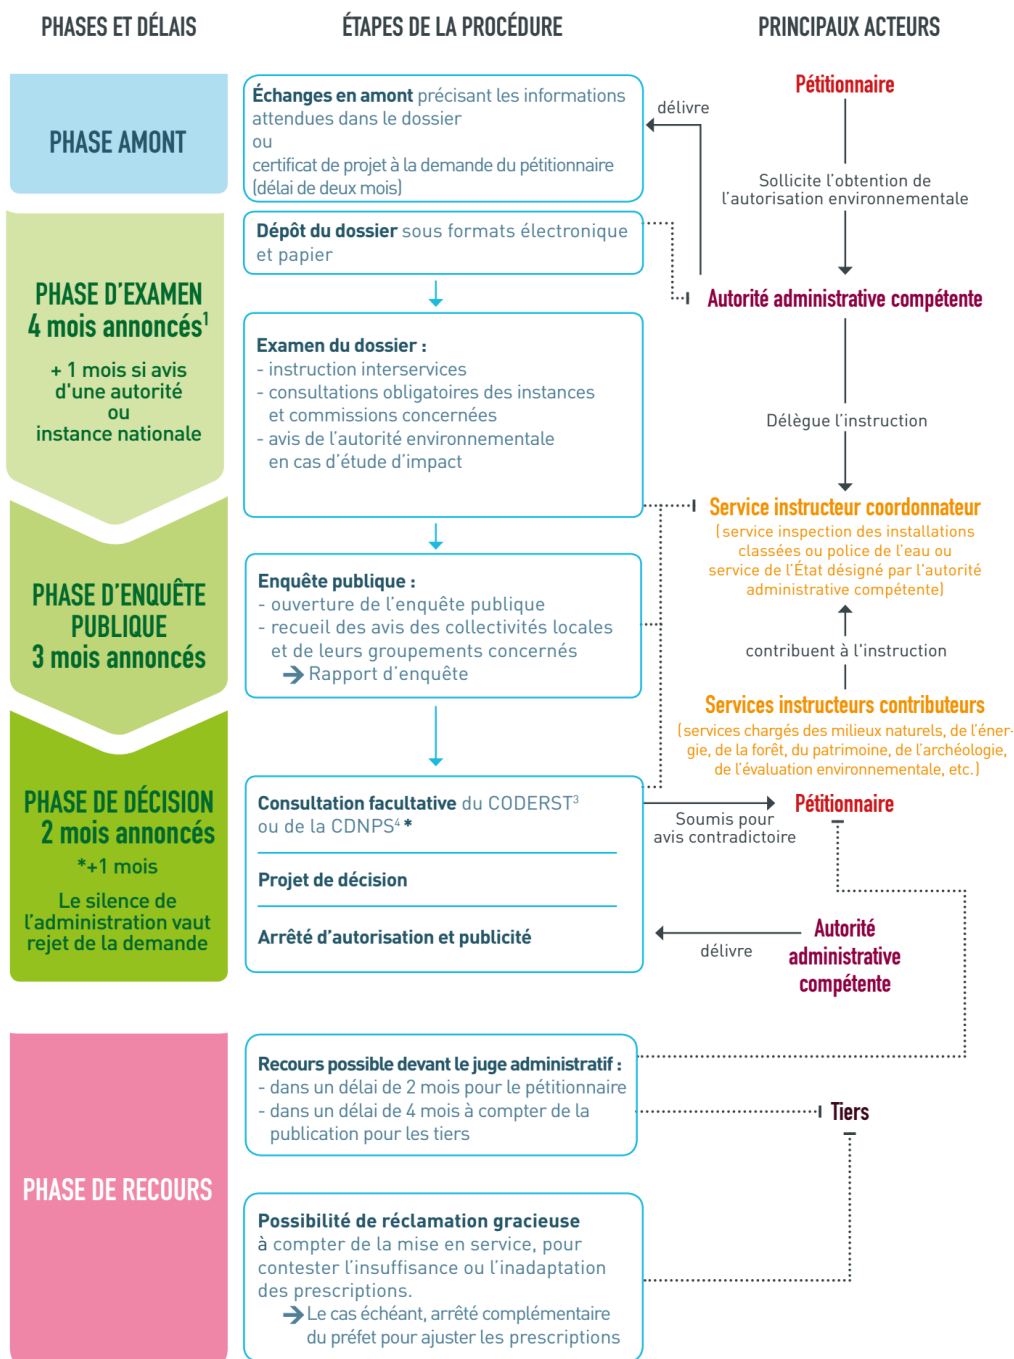 PHASES ET DÉLAIS
ÉTAPES DE LA PROCÉDURE
PRINCIPAUX ACTEURS
PHASE AMONT
Échanges en amont précisant les informations
attendues dans le dossier
ou
certificat de projet à la demande du pétitionnaire
(délai de deux mois)
délivre
Pétitionnaire
Sollicite l'obtention de
l'autorisation environnementale
PHASE D'EXAMEN
4 mois annoncés1
+ 1 mois si avis
d'une autorité
ou
instance nationale
Dépôt du dossier sous formats électronique
et papier
Autorité administrative compétente
Examen du dossier :
- instruction interservices
- consultations obligatoires des instances
et commissions concernées
- avis de l'autorité environnementale
en cas d'étude d'impact
Délègue l'instruction
Service instructeur coordonnateur
(service inspection des installations
classées ou police de l'eau ou
service de l'État désigné par l'autorité
administrative compétente)
PHASE D'ENQUÊTE
PUBLIQUE
3 mois annoncés
Enquête publique :
- ouverture de l'enquête publique
- recueil des avis des collectivités locales
et de leurs groupements concernés
➔ Rapport d'enquête
contribuent à l'instruction
Services instructeurs contributeurs
(services chargés des milieux naturels, de l'éner-
gie, de la forêt, du patrimoine, de l'archéologie,
de l'évaluation environnementale, etc.)
PHASE DE DÉCISION
2 mois annoncés
*+1 mois
Le silence de
l'administration vaut
rejet de la demande
Consultation facultative du CODERST3
ou de la CDNPS4 *
Projet de décision
Arrêté d'autorisation et publicité
Soumis pour
avis contradictoire
Pétitionnaire
délivre
Autorité
administrative
compétente
PHASE DE RECOURS
Recours possible devant le juge administratif :
- dans un délai de 2 mois pour le pétitionnaire
- dans un délai de 4 mois à compter de la
publication pour les tiers
Tiers
Possibilité de réclamation gracieuse
à compter de la mise en service, pour
contester l'insuffisance ou l'inadaptation
des prescriptions.
➔ Le cas échéant, arrêté complémentaire
du préfet pour ajuster les prescriptions